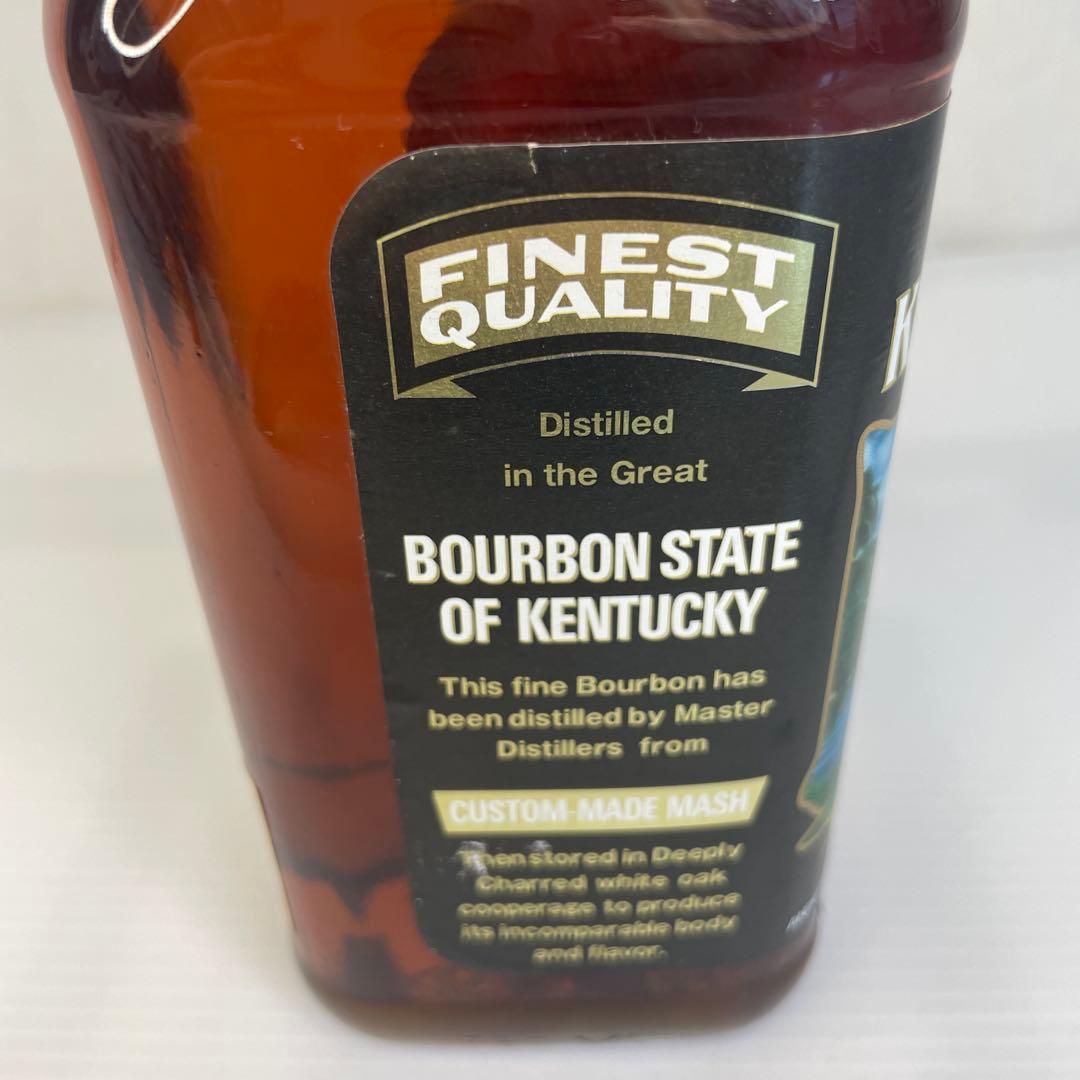 FINEST
QUALITY
Distilled
in the Great
BOURBON STATE
OF KENTUCKY
This fine Bourbon has
been distilled by Master
Distillers from
CUSTOM-MADE MASH
Then stored in Deeply
Charred white oak
cooperage to produce
its incomparable body
and flavor.